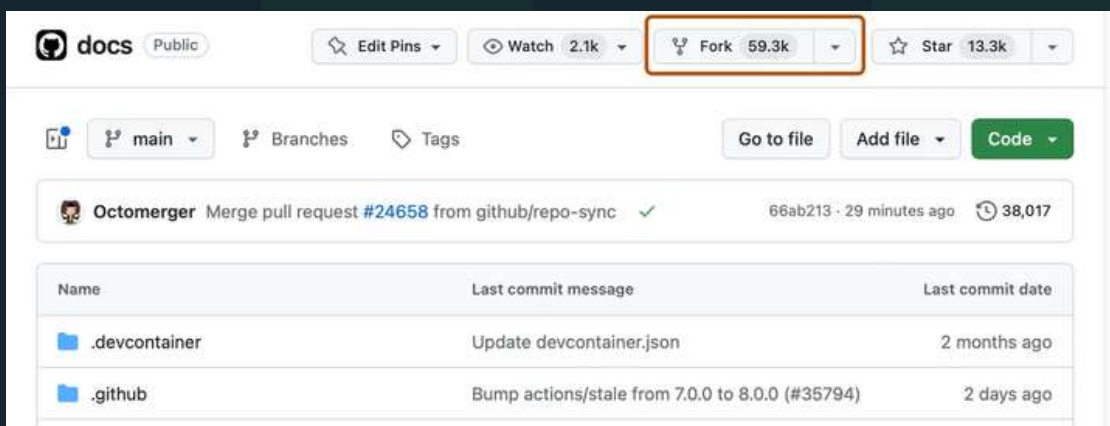 docs Public Edit Pins Watch 2.1k Fork 59.3k Star 13.3k
main Branches Tags Go to file Add file Code
Octomerger Merge pull request #24658 from github/repo-sync 66ab213 · 29 minutes ago 38,017
Name Last commit message Last commit date
.devcontainer Update devcontainer.json 2 months ago
.github Bump actions/stale from 7.0.0 to 8.0.0 (#35794) 2 days ago